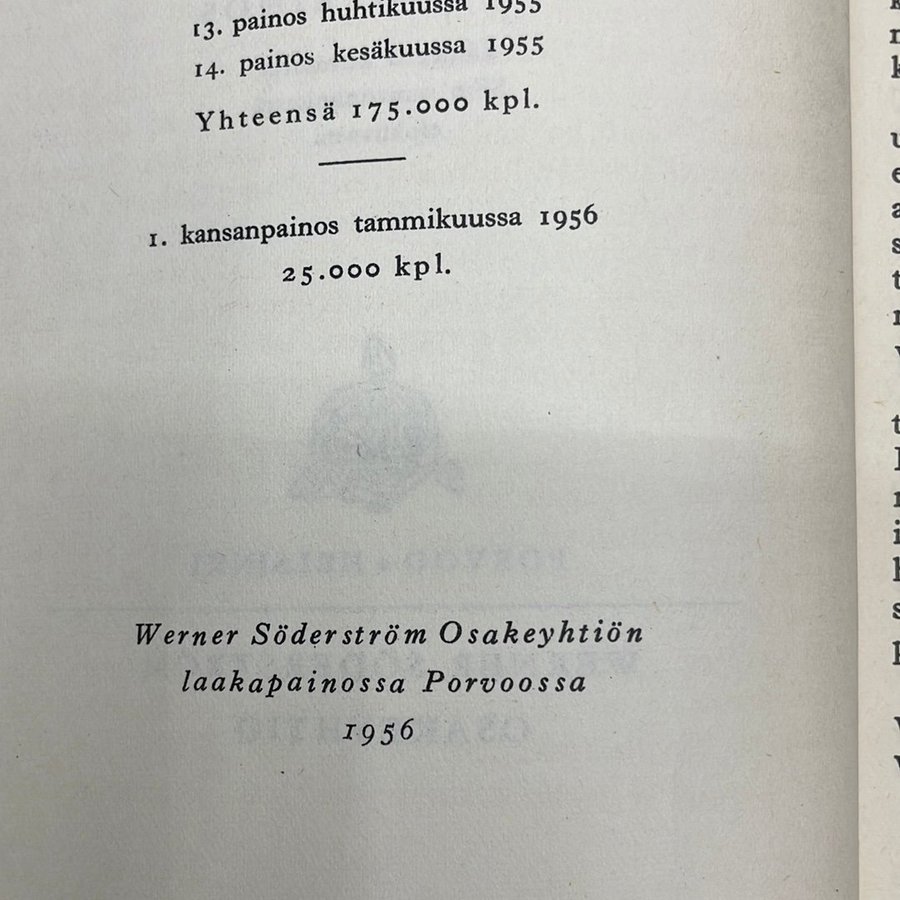 13. painos huhtikuussa 1955
14. painos kesäkuussa 1955
Yhteensä 175.000 kpl.
1. kansanpainos tammikuussa 1956
25.000 kpl.
Werner Söderström Osakeyhtiön
laakapainossa Porvoossa
1956